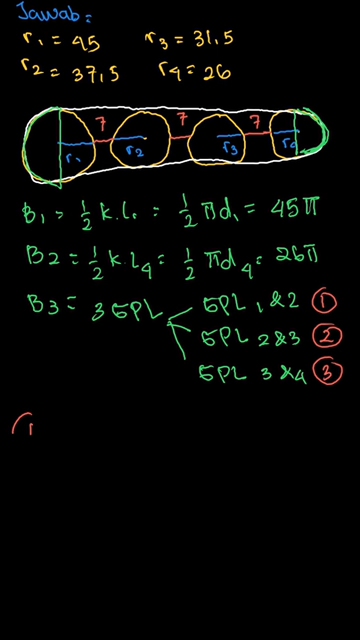 Jawab:
r₁ = 45 r₃ = 31,5
r₂ = 37,5 r₄ = 26
7 7 7
r₁ r₂ r₃ r₄
B₁ = 1/2 K.l₁ = 1/2 πd₁ = 45π
B2 = 1/2 K.l₄ = 1/2 πd₄ = 26π
B3 = 3 GPL GPL 1 & 2 ①
GPL 2 & 3 ②
GPL 3 & 4 ③